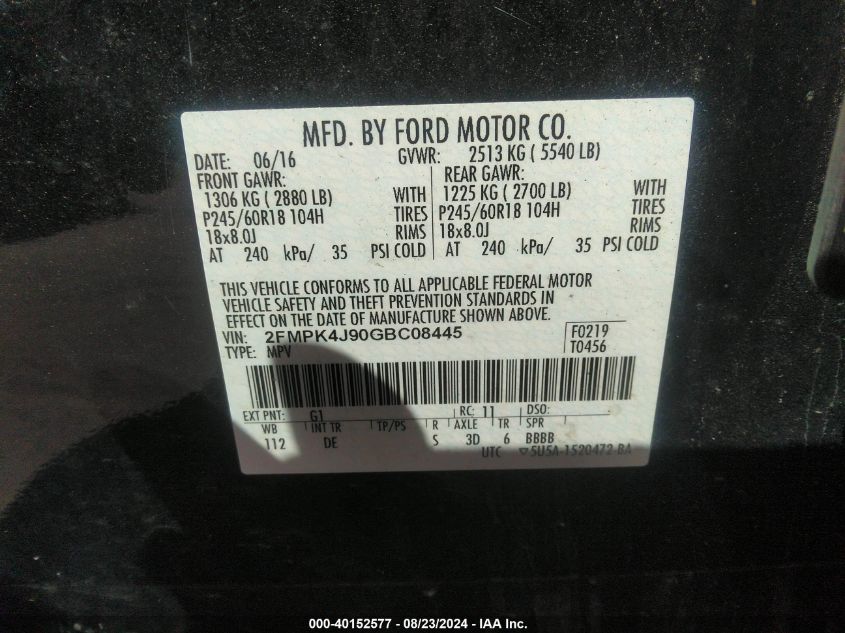 MFD. BY FORD MOTOR CO.
DATE: 06/16 GVWR: 2513 KG ( 5540 LB)
FRONT GAWR: REAR GAWR:
1306 KG ( 2880 LB) WITH 1225 KG ( 2700 LB) WITH
P245/60R18 104H TIRES P245/60R18 104H TIRES
18x8.0J RIMS 18x8.0J RIMS
AT 240 kPa/ 35 PSI COLD AT 240 kPa/ 35 PSI COLD
THIS VEHICLE CONFORMS TO ALL APPLICABLE FEDERAL MOTOR
VEHICLE SAFETY AND THEFT PREVENTION STANDARDS IN
EFFECT ON THE DATE OF MANUFACTURE SHOWN ABOVE.
VIN: 2FMPK4J90GBC08445 F0219
TYPE: MPV T0456
EXT PNT: G1 RC: 11 DSO:
WB INT TR TP/PS R AXLE TR SPR
112 DE S 3D 6 BBBB
UTC ▽5U5A-1520472-BA
000-40152577 - 08/23/2024 - IAA Inc.